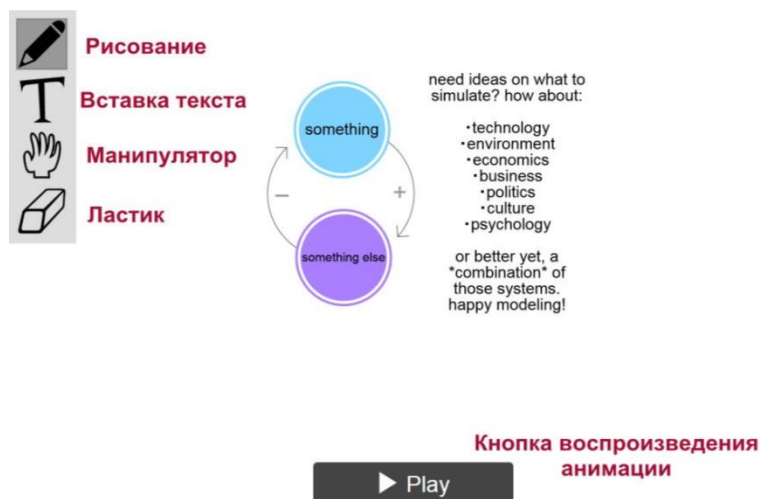 Рисование
T
Вставка текста
Манипулятор
Ластик
something
−
+
something else
need ideas on what to
simulate? how about:
·technology
·environment
·economics
·business
·politics
·culture
·psychology
or better yet, a
*combination* of
those systems.
happy modeling!
Кнопка воспроизведения
анимации
Play